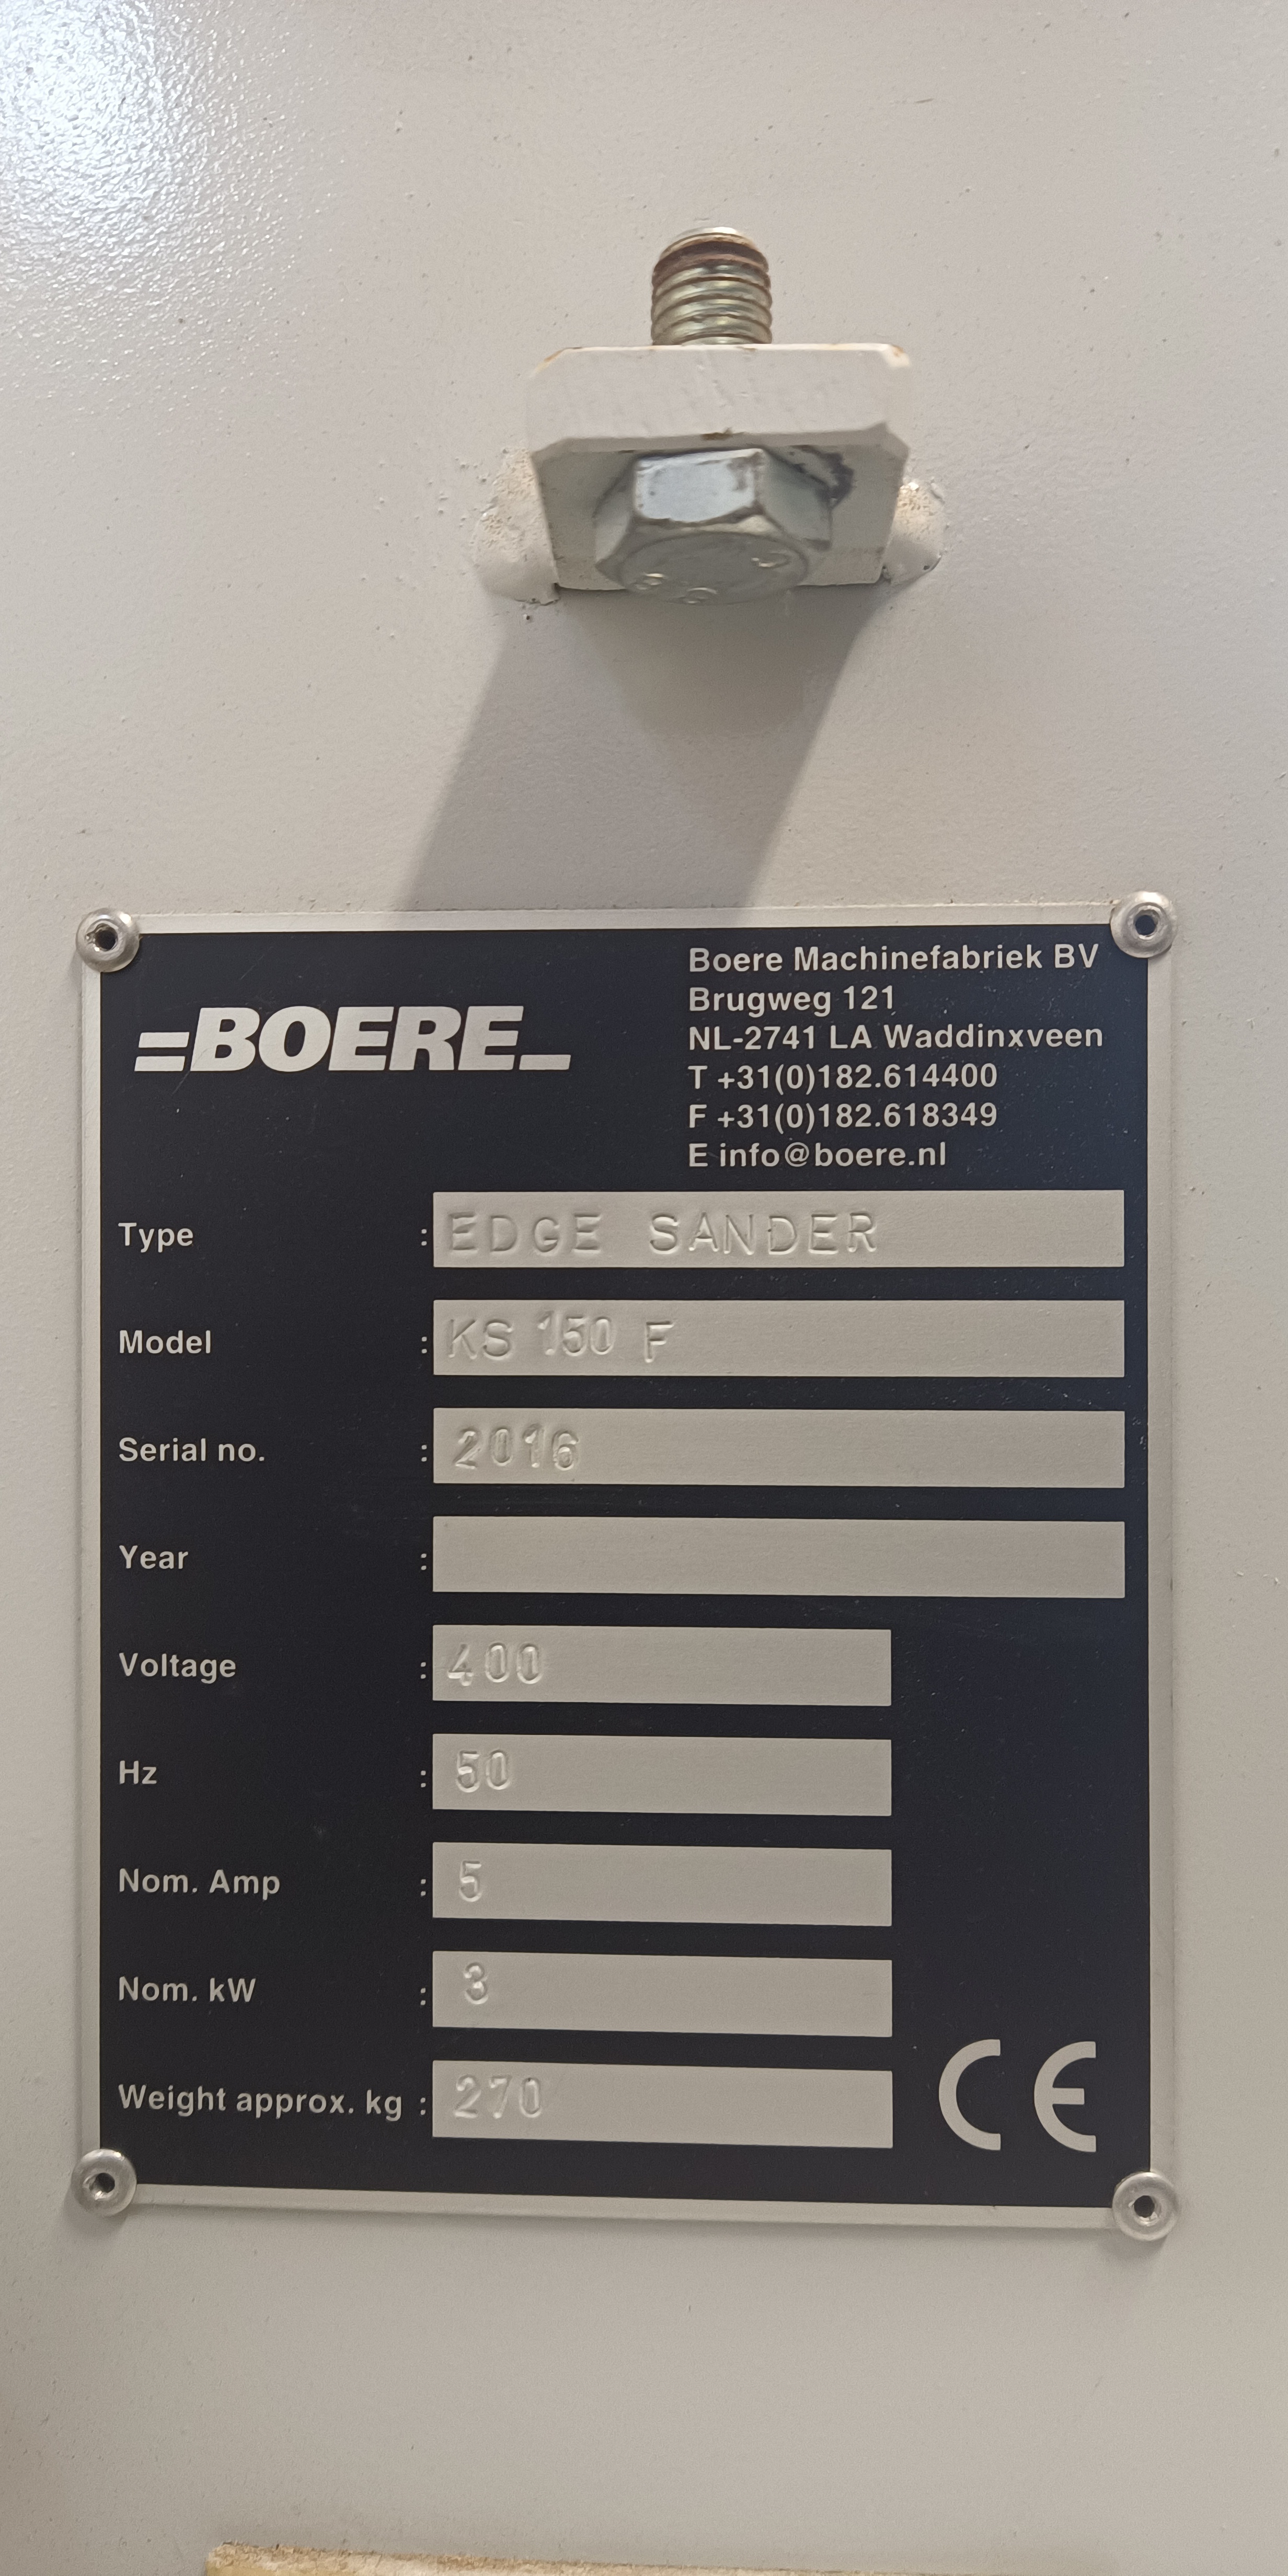 =BOERE_
Boere Machinefabriek BV
Brugweg 121
NL-2741 LA Waddinxveen
T +31(0)182.614400
F +31(0)182.618349
E info@boere.nl
Type : EDGE SANDER
Model : KS 150 F
Serial no. : 2016
Year :
Voltage : 400
Hz : 50
Nom. Amp : 5
Nom. kW : 3
Weight approx. kg : 270
CE